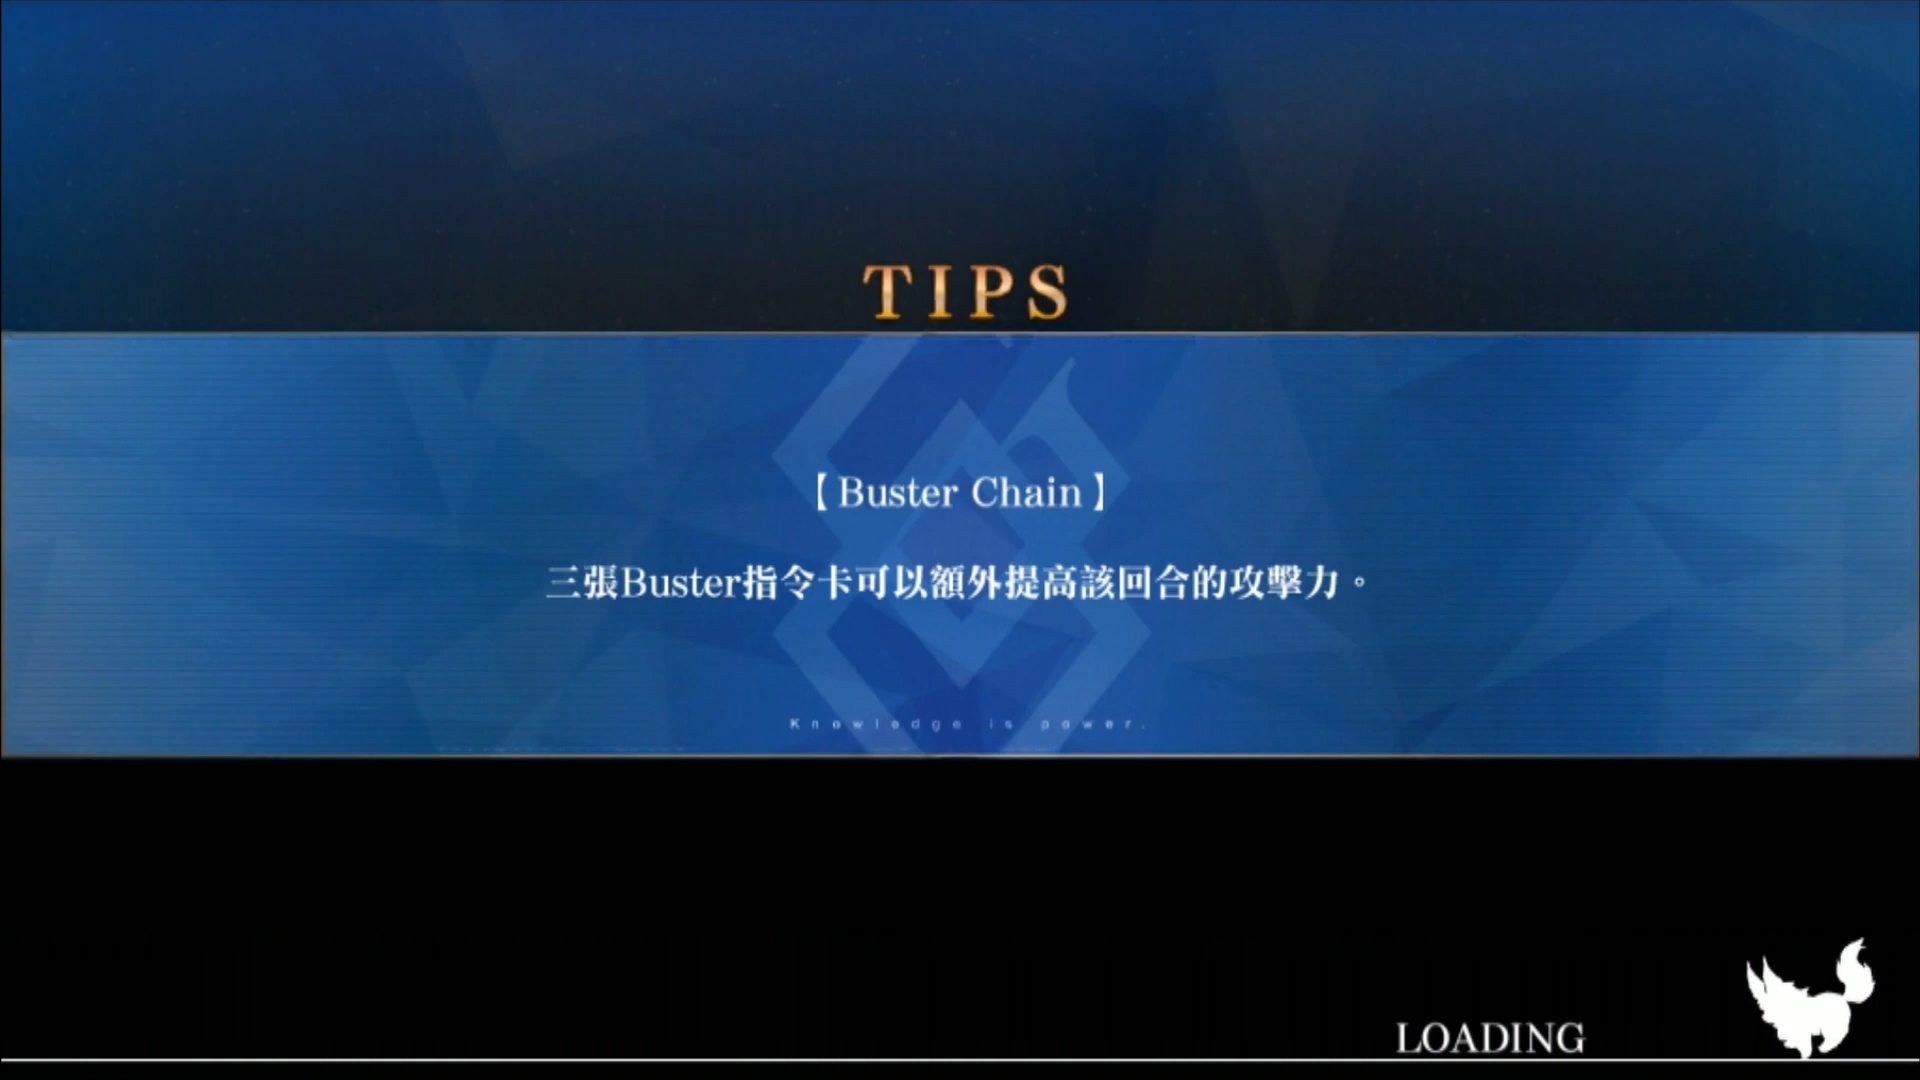 TIPS
【Buster Chain】
三張Buster指令卡可以額外提高該回合的攻擊力。
Knowledge is power.
LOADING